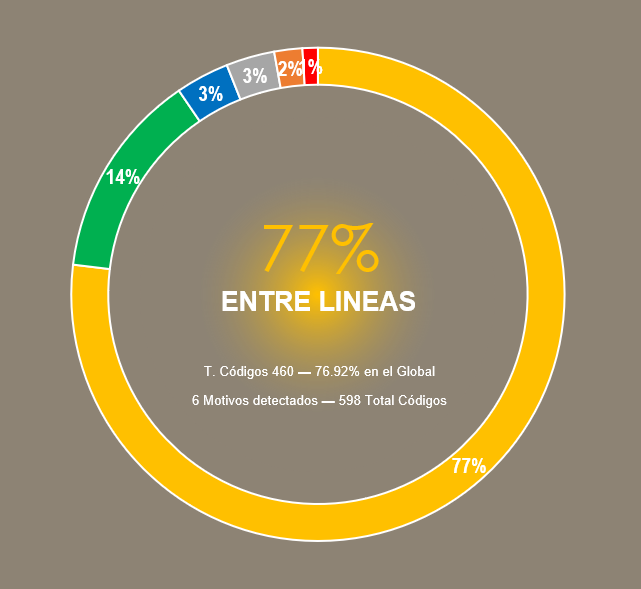 3%
3%
2%
1%
14%
77%
ENTRE LINEAS
T. Códigos 460 — 76.92% en el Global
6 Motivos detectados — 598 Total Códigos
77%